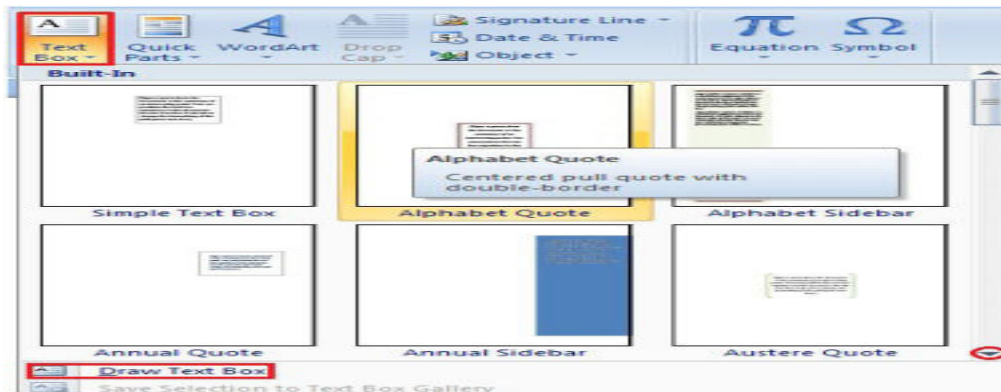 Signature Line
Date & Time
Object
Text Box
Quick Parts
WordArt
Drop Cap
Equation
Symbol
Built-In
Alphabet Quote
Centered pull quote with
double-border
Simple Text Box
Alphabet Quote
Alphabet Sidebar
Annual Quote
Annual Sidebar
Austere Quote
Draw Text Box
Save Selection to Text Box Gallery